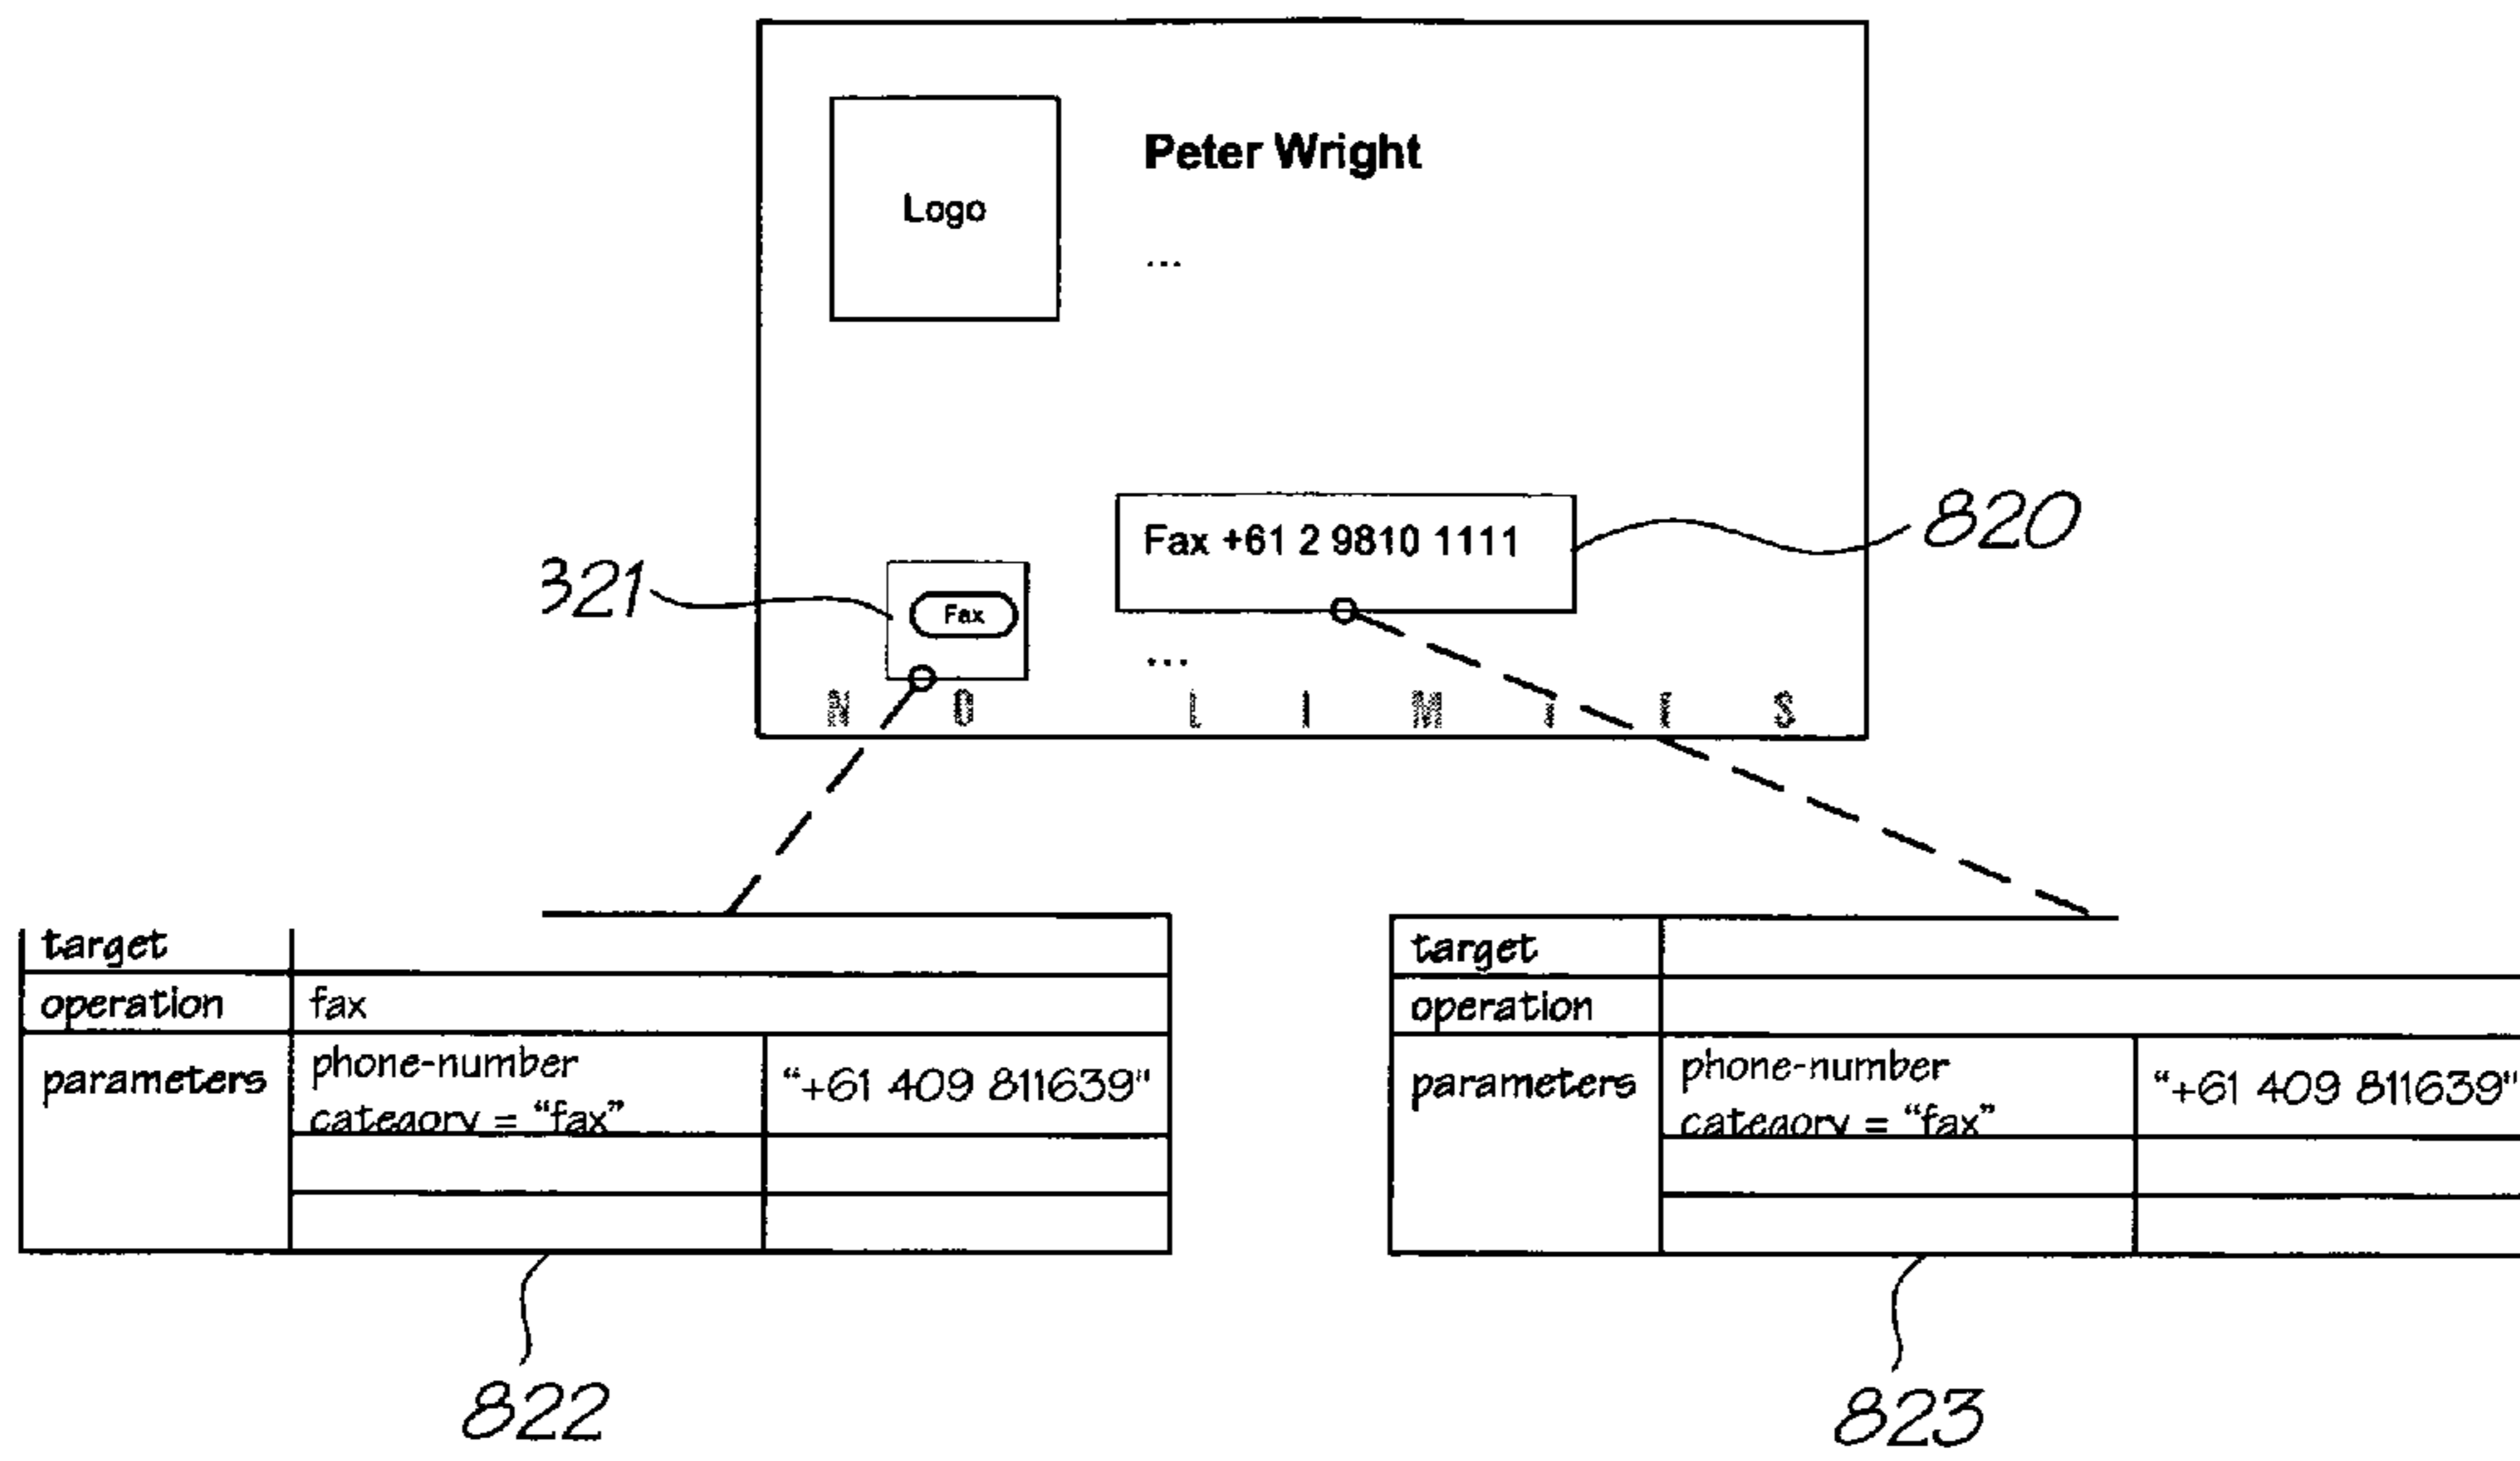 Peter Wright
Logo
...
Fax +61 2 9810 1111
820
321
Fax
...
N O L I M I T S
target
operation fax
parameters phone-number "+61 409 811639"
category = "fax"
822
target
operation
parameters phone-number "+61 409 811639"
category = "fax"
823